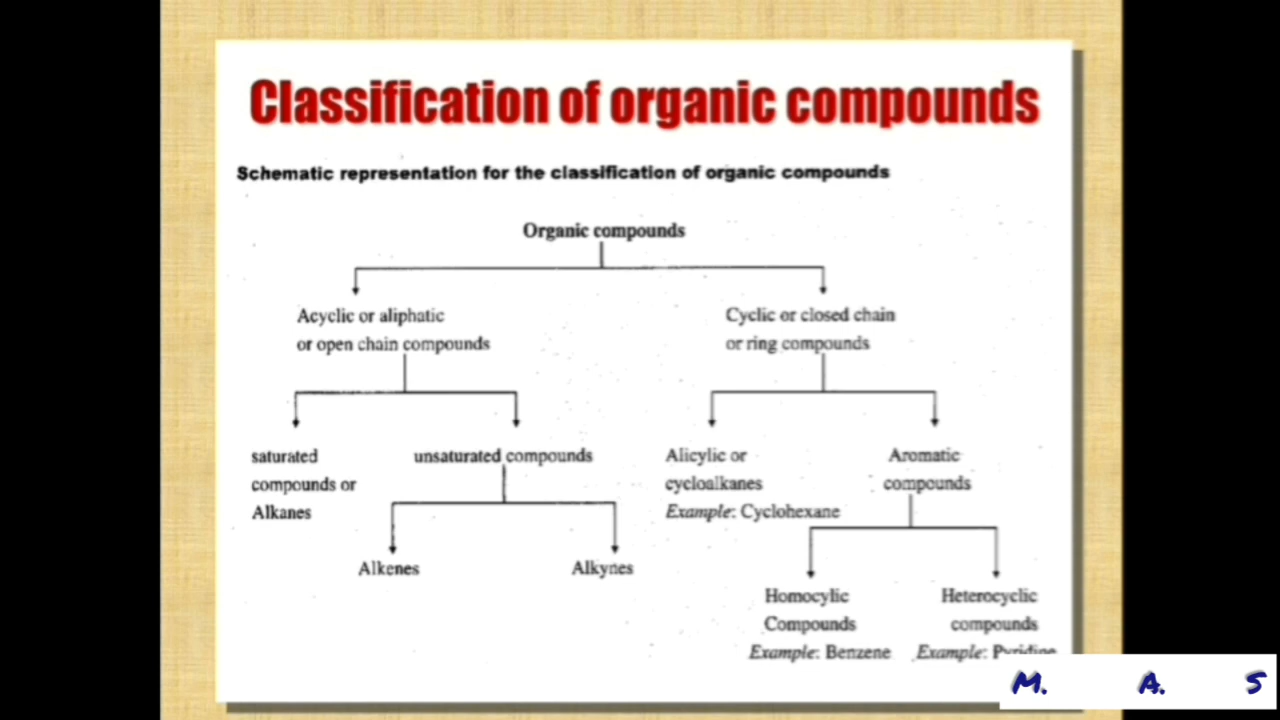 Classification of organic compounds
Schematic representation for the classification of organic compounds
Organic compounds
Acyclic or aliphatic
or open chain compounds
Cyclic or closed chain
or ring compounds
saturated
compounds or
Alkanes
unsaturated compounds
Alkenes
Alkynes
Alicylic or
cycloalkanes
Example: Cyclohexane
Aromatic
compounds
Homocylic
Compounds
Example: Benzene
Heterocyclic
compounds
Example: Pyridine
M. A. S